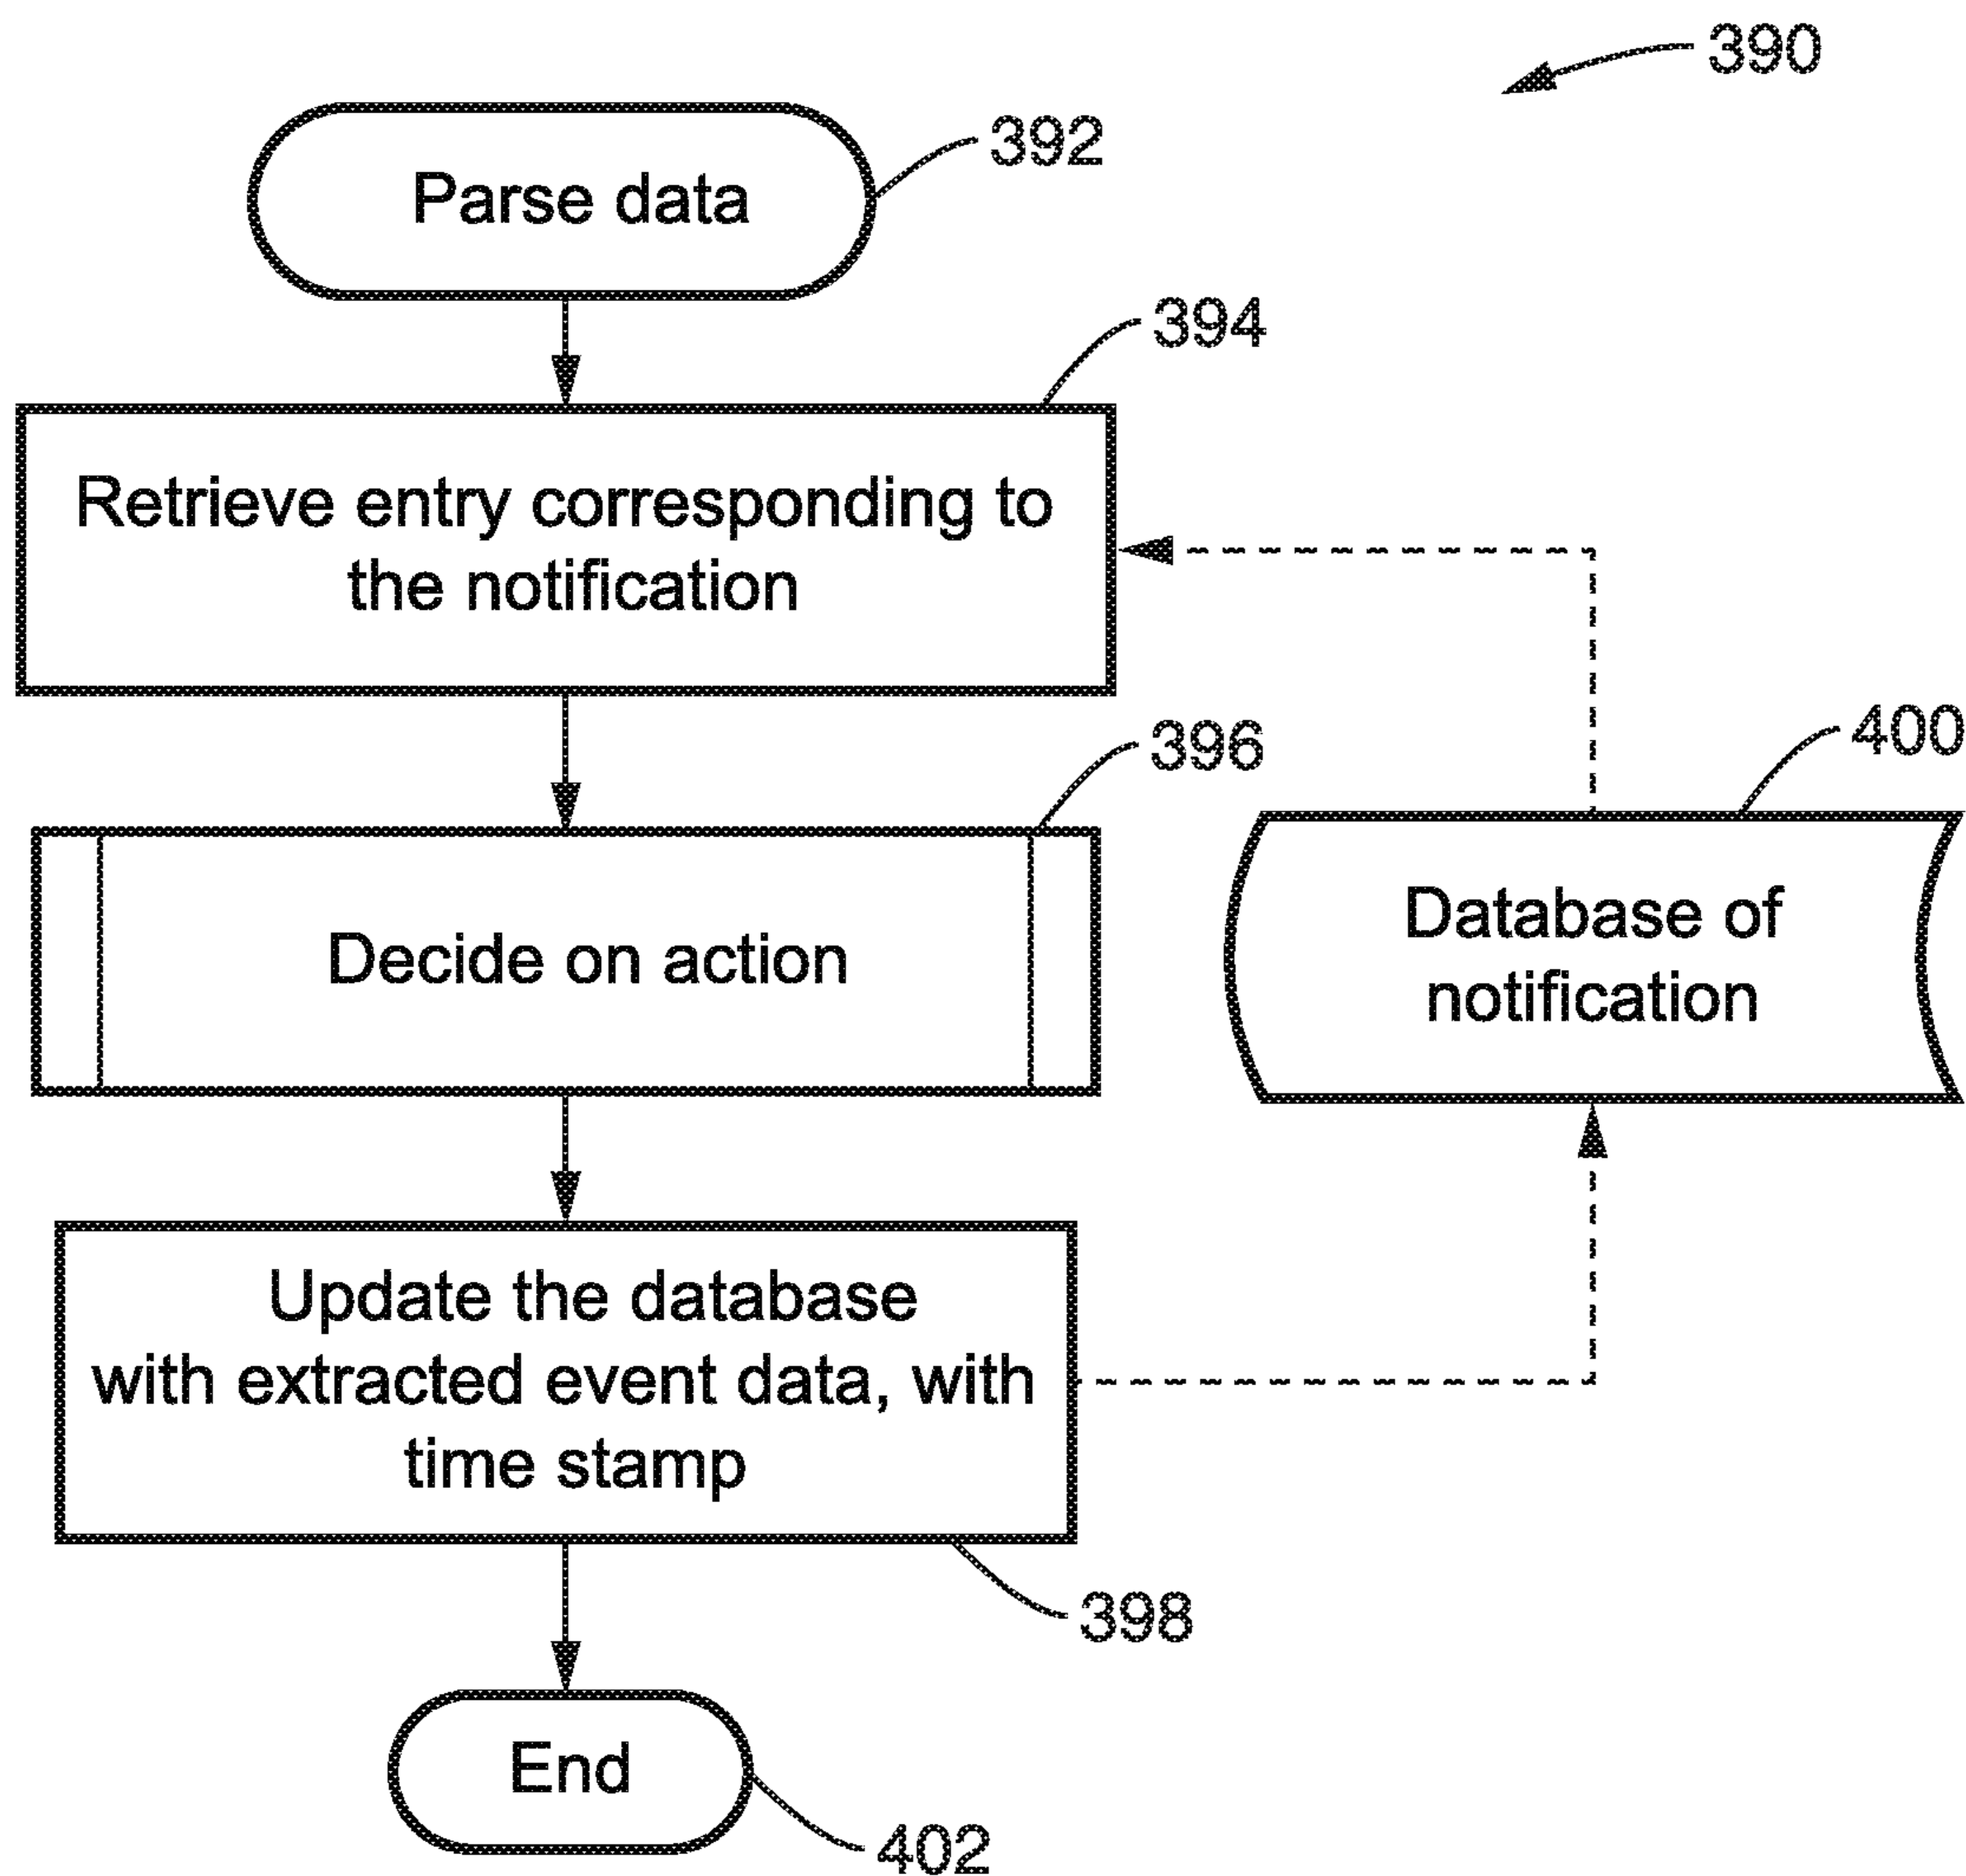 390
392
Parse data
394
Retrieve entry corresponding to
the notification
396
400
Decide on action
Database of
notification
Update the database
with extracted event data, with
time stamp
398
End
402